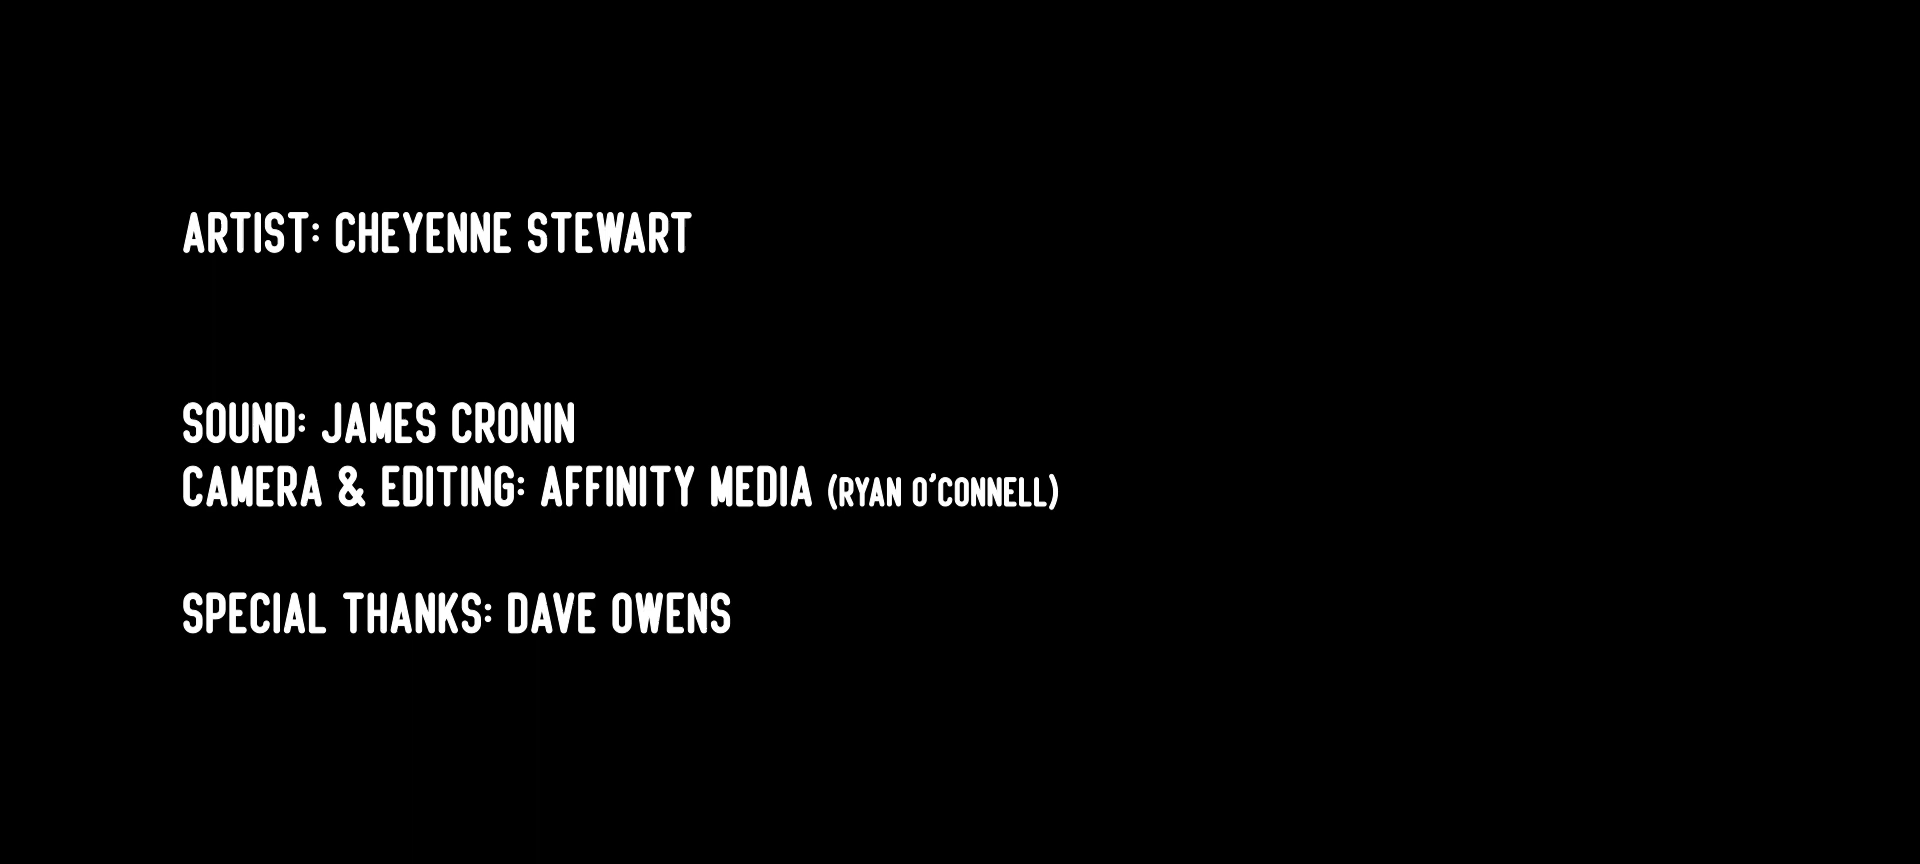 ARTIST: CHEYENNE STEWART
SOUND: JAMES CRONIN
CAMERA & EDITING: AFFINITY MEDIA (RYAN O'CONNELL)
SPECIAL THANKS: DAVE OWENS